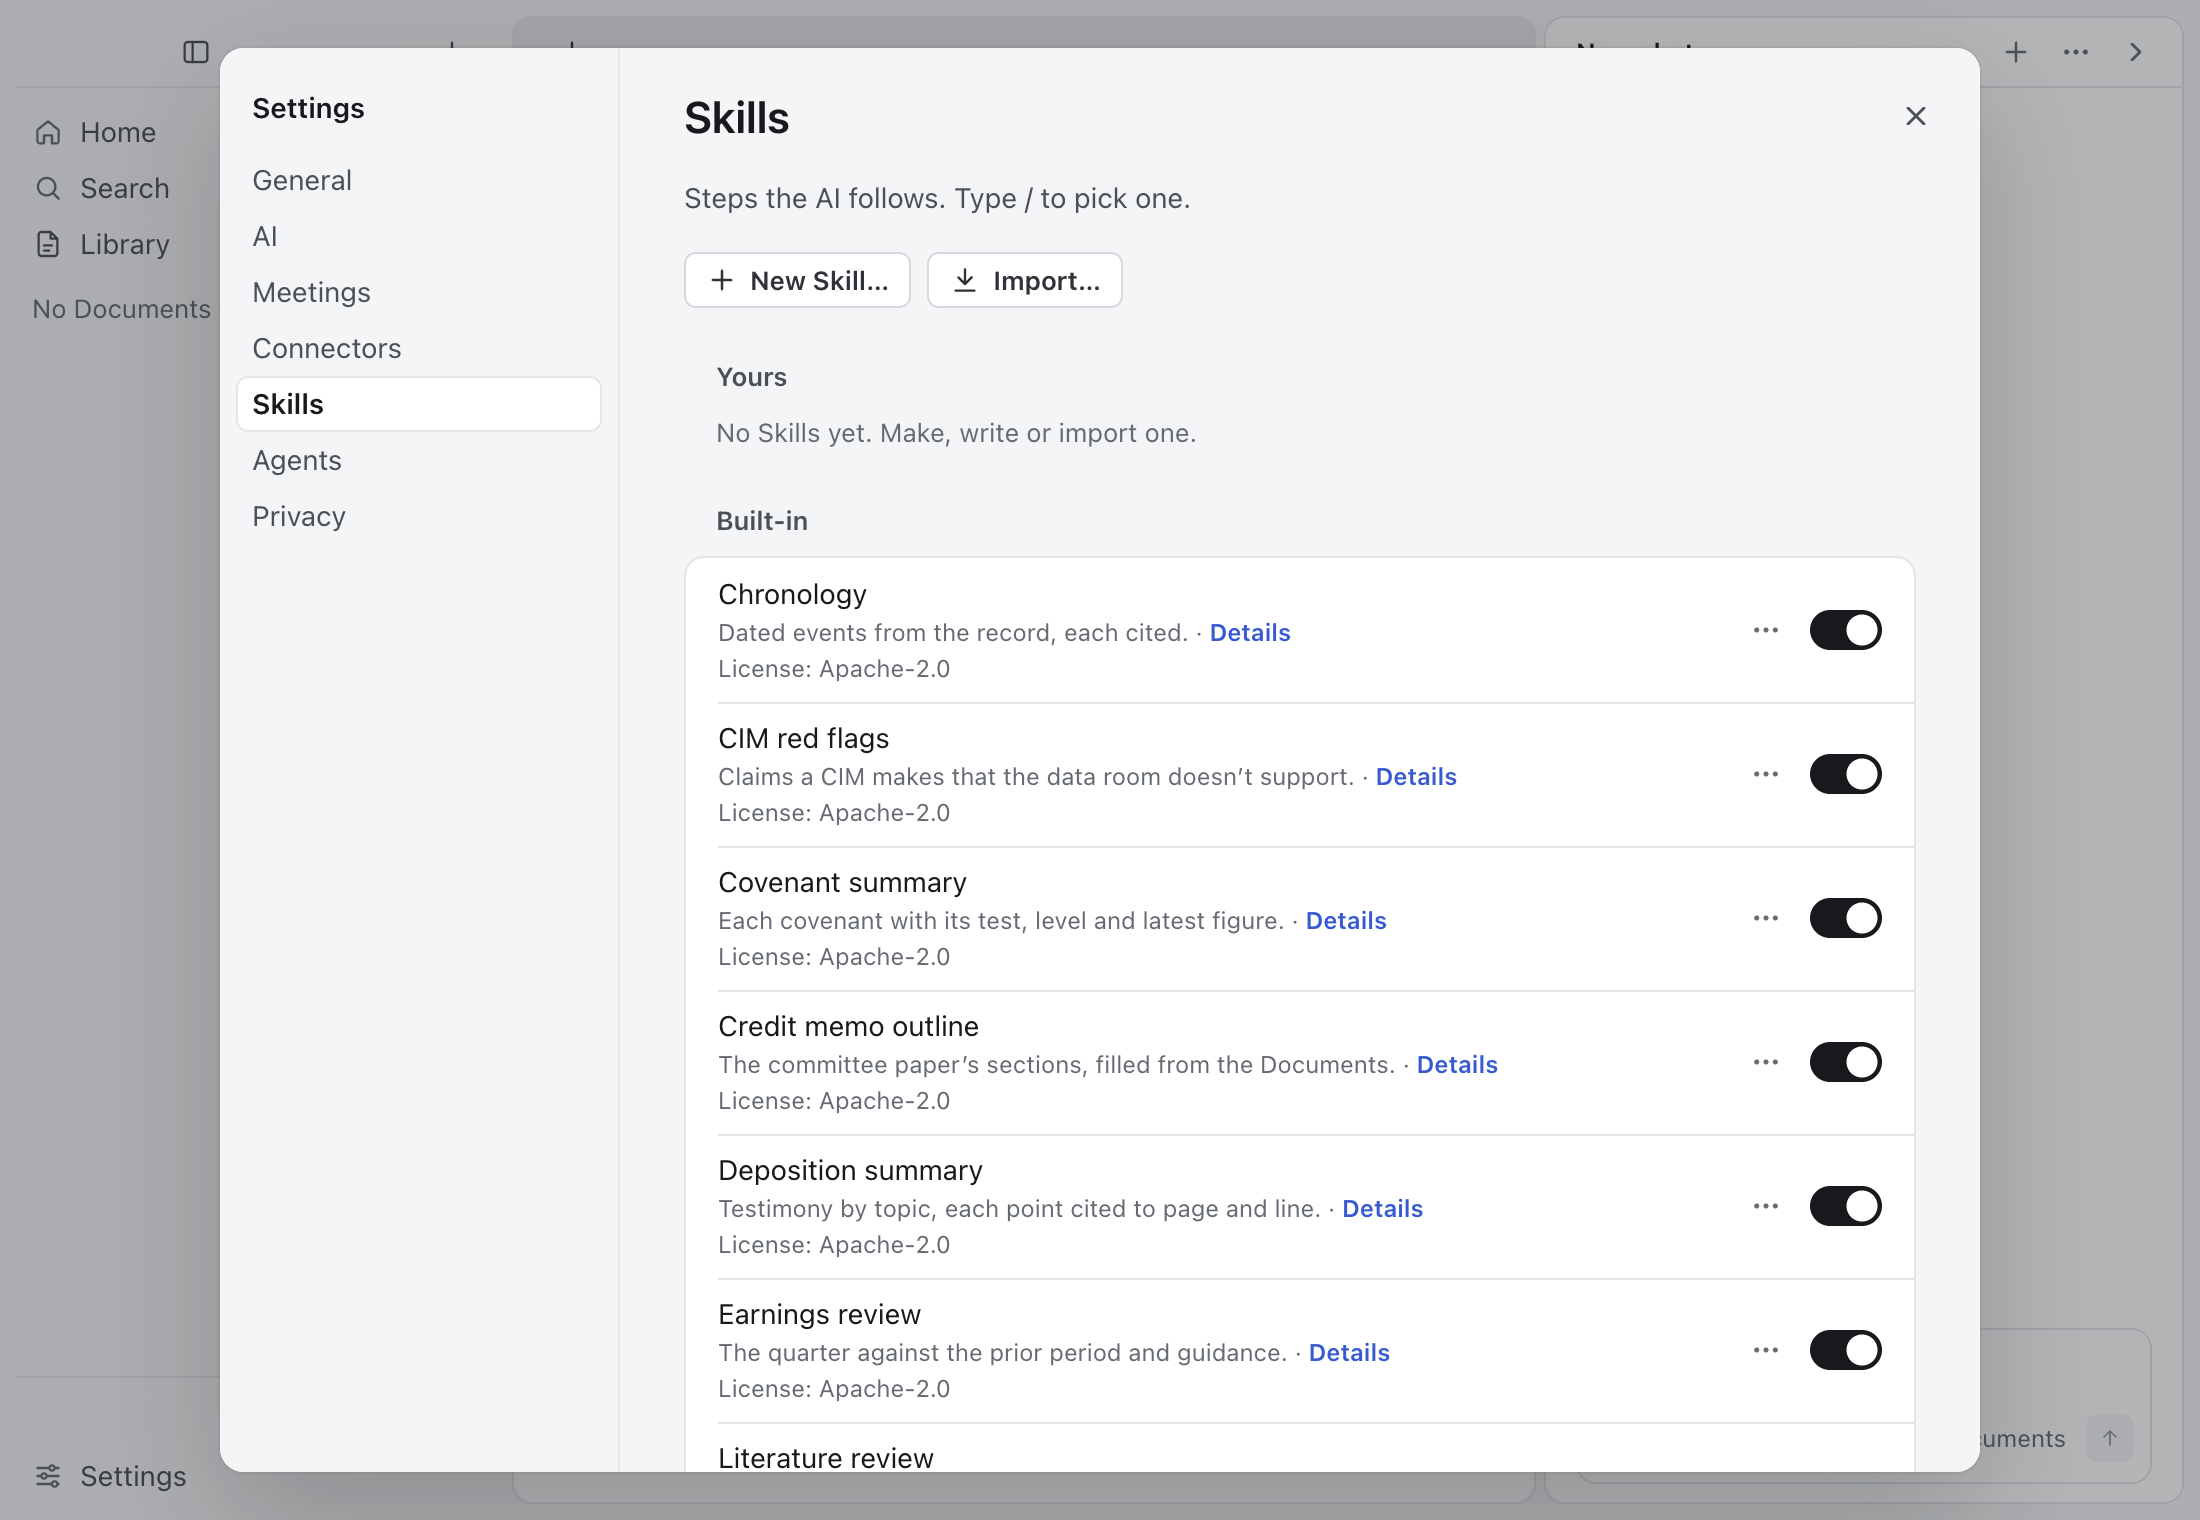 Home
Search
Library
No Documents
Settings
Settings
General
AI
Meetings
Connectors
Skills
Agents
Privacy
Skills
Steps the AI follows. Type / to pick one.
New Skill...
Import...
Yours
No Skills yet. Make, write or import one.
Built-in
Chronology
Dated events from the record, each cited. · Details
License: Apache-2.0
CIM red flags
Claims a CIM makes that the data room doesn’t support. · Details
License: Apache-2.0
Covenant summary
Each covenant with its test, level and latest figure. · Details
License: Apache-2.0
Credit memo outline
The committee paper’s sections, filled from the Documents. · Details
License: Apache-2.0
Deposition summary
Testimony by topic, each point cited to page and line. · Details
License: Apache-2.0
Earnings review
The quarter against the prior period and guidance. · Details
License: Apache-2.0
Literature review